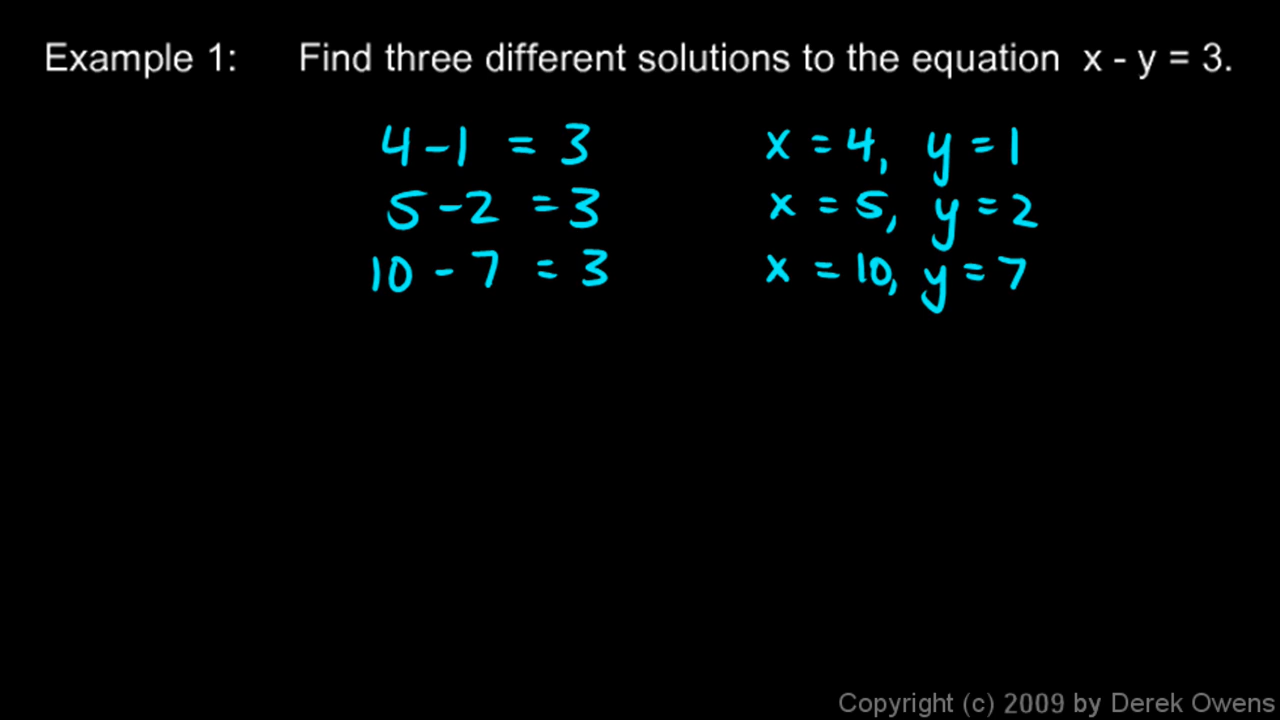 Example 1: Find three different solutions to the equation x - y = 3.
4 - 1 = 3 x = 4, y = 1
5 - 2 = 3 x = 5, y = 2
10 - 7 = 3 x = 10, y = 7
Copyright (c) 2009 by Derek Owens